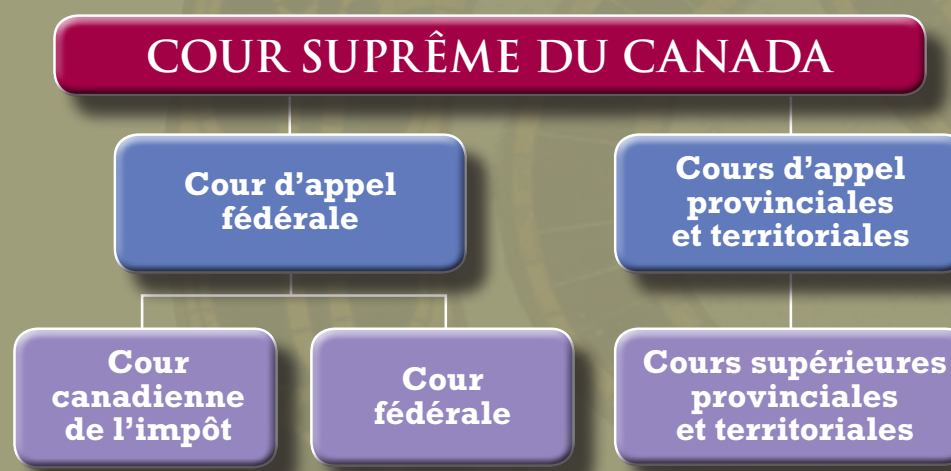 COUR SUPRÊME DU CANADA
Cour d’appel
fédérale
Cours d’appel
provinciales
et territoriales
Cour
canadienne
de l’impôt
Cour
fédérale
Cours supérieures
provinciales
et territoriales